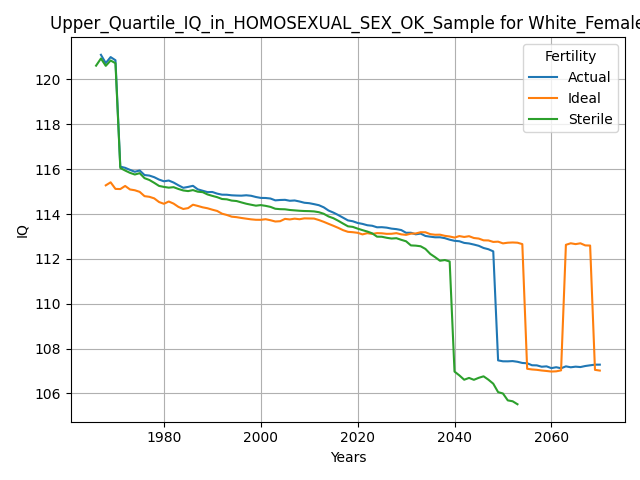 Upper_Quartile_IQ_in_HOMOSEXUAL_SEX_OK_Sample for White_Female
Fertility
Actual
Ideal
Sterile
120
118
116
114
112
110
108
106
IQ
1980
2000
2020
2040
2060
Years